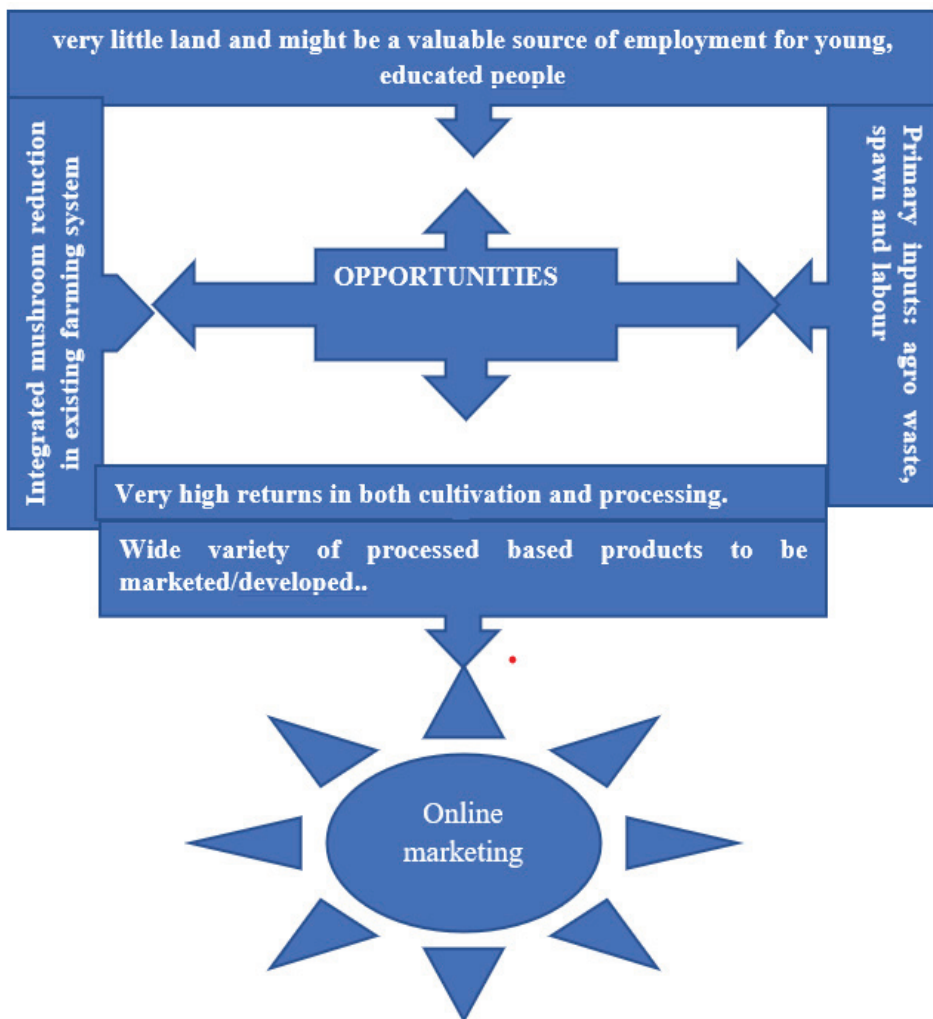 very little land and might be a valuable source of employment for young,
educated people
Integrated mushroom reduction
in existing farming system
OPPORTUNITIES
Primary inputs: agro waste,
spawn and labour
Very high returns in both cultivation and processing.
Wide variety of processed based products to be
marketed/developed..
Online
marketing